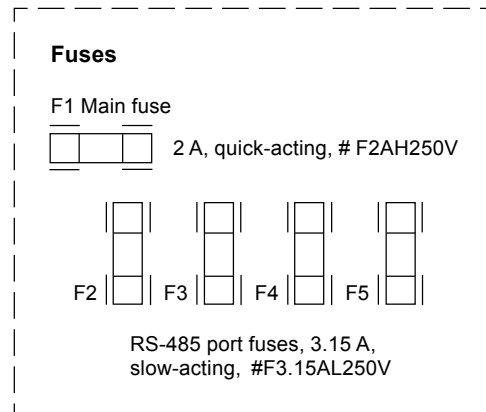 Fuses
F1 Main fuse
2 A, quick-acting, # F2AH250V
F2 F3 F4 F5
RS-485 port fuses, 3.15 A,
slow-acting, #F3.15AL250V